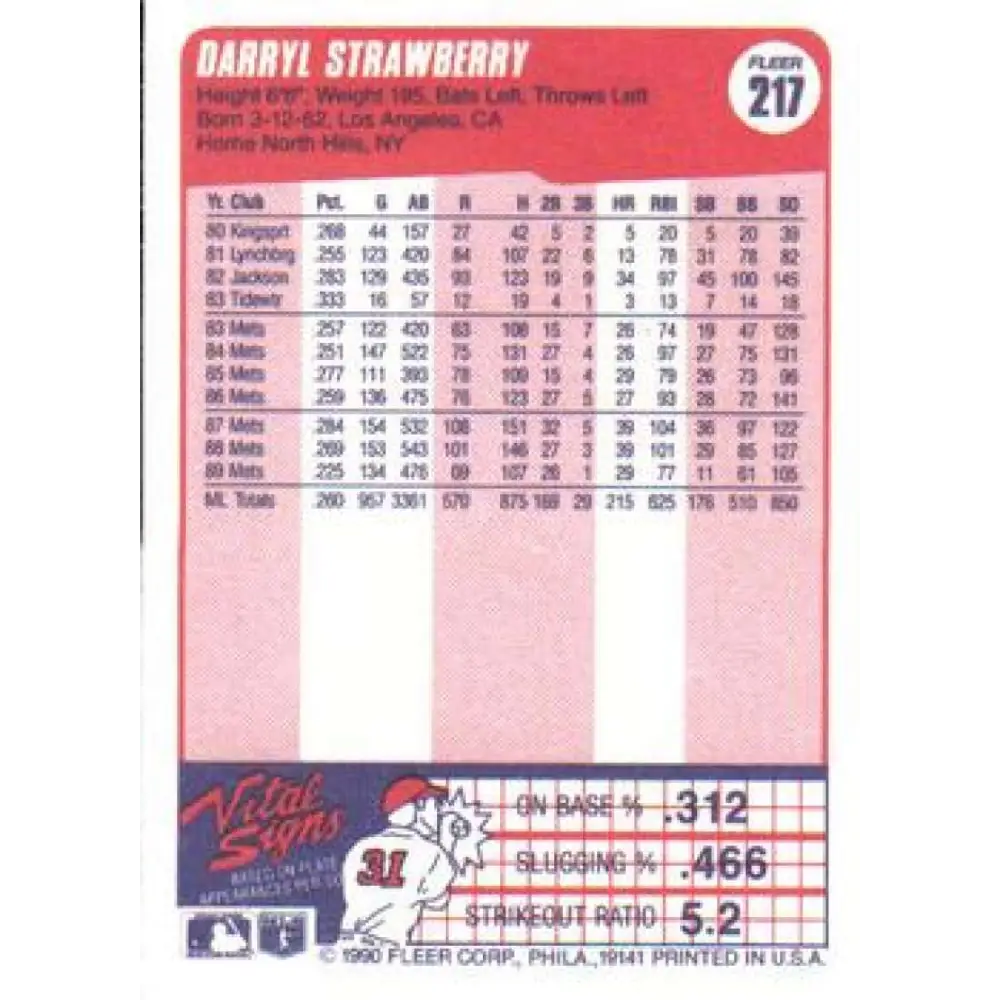 DARRYL STRAWBERRY
FLEER
217
Height 6'6", Weight 195, Bats Left, Throws Left
Born 3-12-62, Los Angeles, CA
Home North Hills, NY
Yr. Club Pct. G AB R H 2B 3B HR RBI SB BB SO
80 Kingsprt .268 44 157 27 42 5 2 5 20 5 20 39
81 Lynchbrg .255 123 420 84 107 22 6 13 78 31 78 82
82 Jackson .283 129 435 93 123 19 9 34 97 45 100 145
83 Tidewtr .333 16 57 12 19 4 1 3 13 7 14 18
83 Mets .257 122 420 63 108 15 7 26 74 19 47 128
84 Mets .251 147 522 75 131 27 4 26 97 27 75 131
85 Mets .277 111 393 78 109 15 4 29 79 26 73 96
86 Mets .259 136 475 76 123 27 5 27 93 28 72 141
87 Mets .284 154 532 108 151 32 5 39 104 36 97 122
88 Mets .269 153 543 101 146 27 3 39 101 29 85 127
89 Mets .225 134 476 69 107 26 1 29 77 11 61 105
ML Totals .260 957 3361 570 875 169 29 215 625 176 510 850
Vital Signs
BASED ON PLATE
APPEARANCES PER SO
31
ON BASE % .312
SLUGGING % .466
STRIKEOUT RATIO 5.2
© 1990 FLEER CORP., PHILA., 19141 PRINTED IN U.S.A.